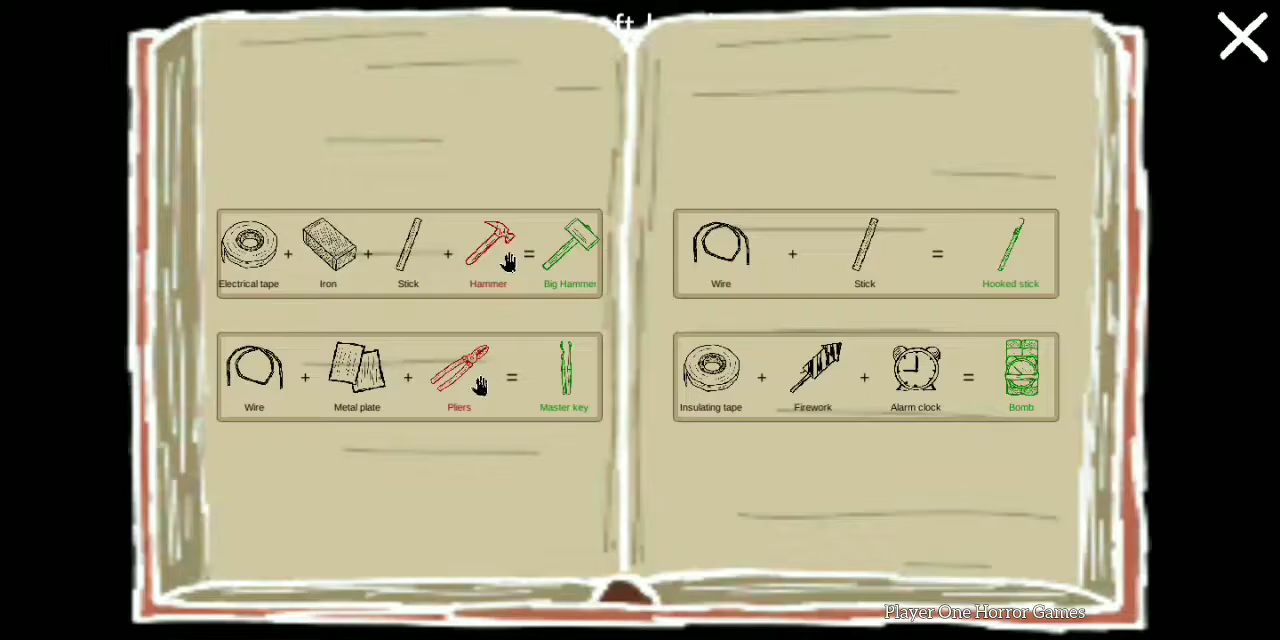 Electrical tape + Iron + Stick + Hammer = Big Hammer
Wire + Metal plate + Pliers = Master key
Wire + Stick = Hooked stick
Insulating tape + Firework + Alarm clock = Bomb
Player One Horror Games